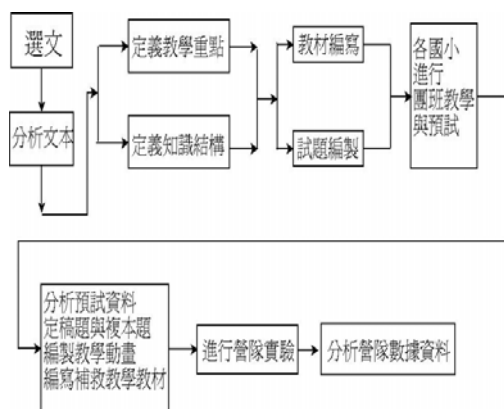 選文
分析文本
定義教學重點
定義知識結構
教材編寫
試題編製
各國小
進行
團班教學
與預試
分析預試資料
定稿題與複本題
編製教學動畫
編寫補救教學教材
進行營隊實驗
分析營隊數據資料